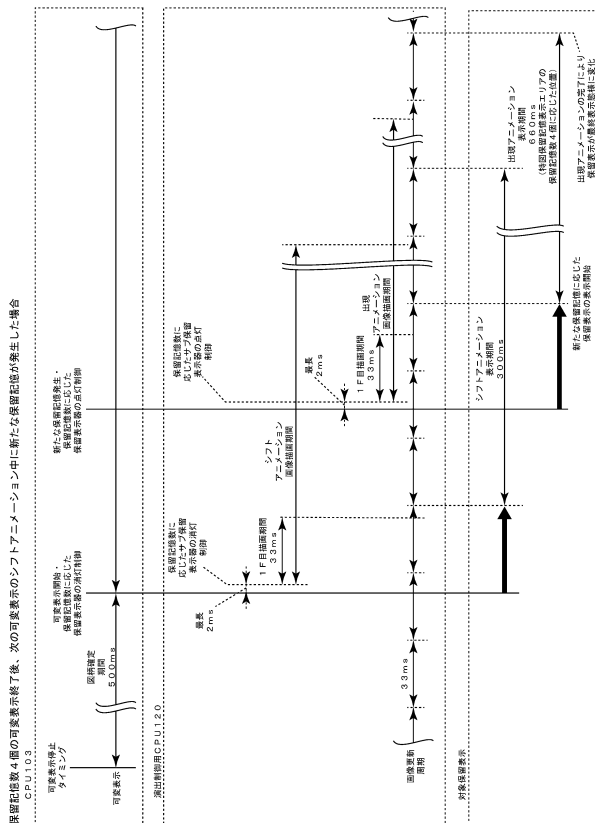 保留記憶数４個の可変表示終了後、次の可変表示のシフトアニメーション中に新たな保留記憶が発生した場合
ＣＰＵ１０３
可変表示停止
タイミング
可変表示開始・
保留記憶数に応じた
保留表示器の消灯制御
新たな保留記憶発生・
保留記憶数に応じた
保留表示器の点灯制御
可変表示
図柄確定
期間
５００ｍｓ
演出制御用ＣＰＵ１２０
保留記憶数に
応じたサブ保留
表示器の消灯
制御
保留記憶数に
応じたサブ保留
表示器の点灯
制御
最長
２ｍｓ
１Ｆ目描画期間
３３ｍｓ
シフト
アニメーション
画像描画期間
最長
２ｍｓ
１Ｆ目描画期間
３３ｍｓ
出現
アニメーション
画像描画期間
画像更新
周期
３３ｍｓ
対象保留表示
シフトアニメーション
表示期間
３００ｍｓ
出現アニメーション
表示期間
６６０ｍｓ
（特図保留記憶表示エリアの
保留記憶数４個に応じた位置）
新たな保留記憶に応じた
保留表示の表示開始
出現アニメーションの完了により
保留表示が最終表示態様に変化